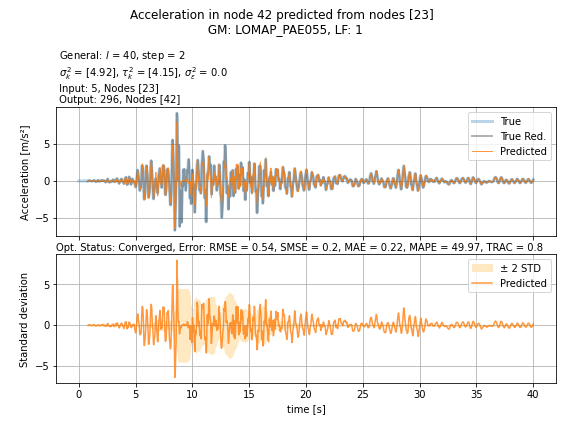 Acceleration in node 42 predicted from nodes [23]
GM: LOMAP_PAE055, LF: 1
General: l = 40, step = 2
σ²ₖ = [4.92], τ²ₖ = [4.15], σ²ε = 0.0
Input: 5, Nodes [23]
Output: 296, Nodes [42]
True
True Red.
Predicted
Acceleration [m/s²]
5
0
−5
Opt. Status: Converged, Error: RMSE = 0.54, SMSE = 0.2, MAE = 0.22, MAPE = 49.97, TRAC = 0.8
± 2 STD
Predicted
Standard deviation
5
0
−5
0 5 10 15 20 25 30 35 40
time [s]